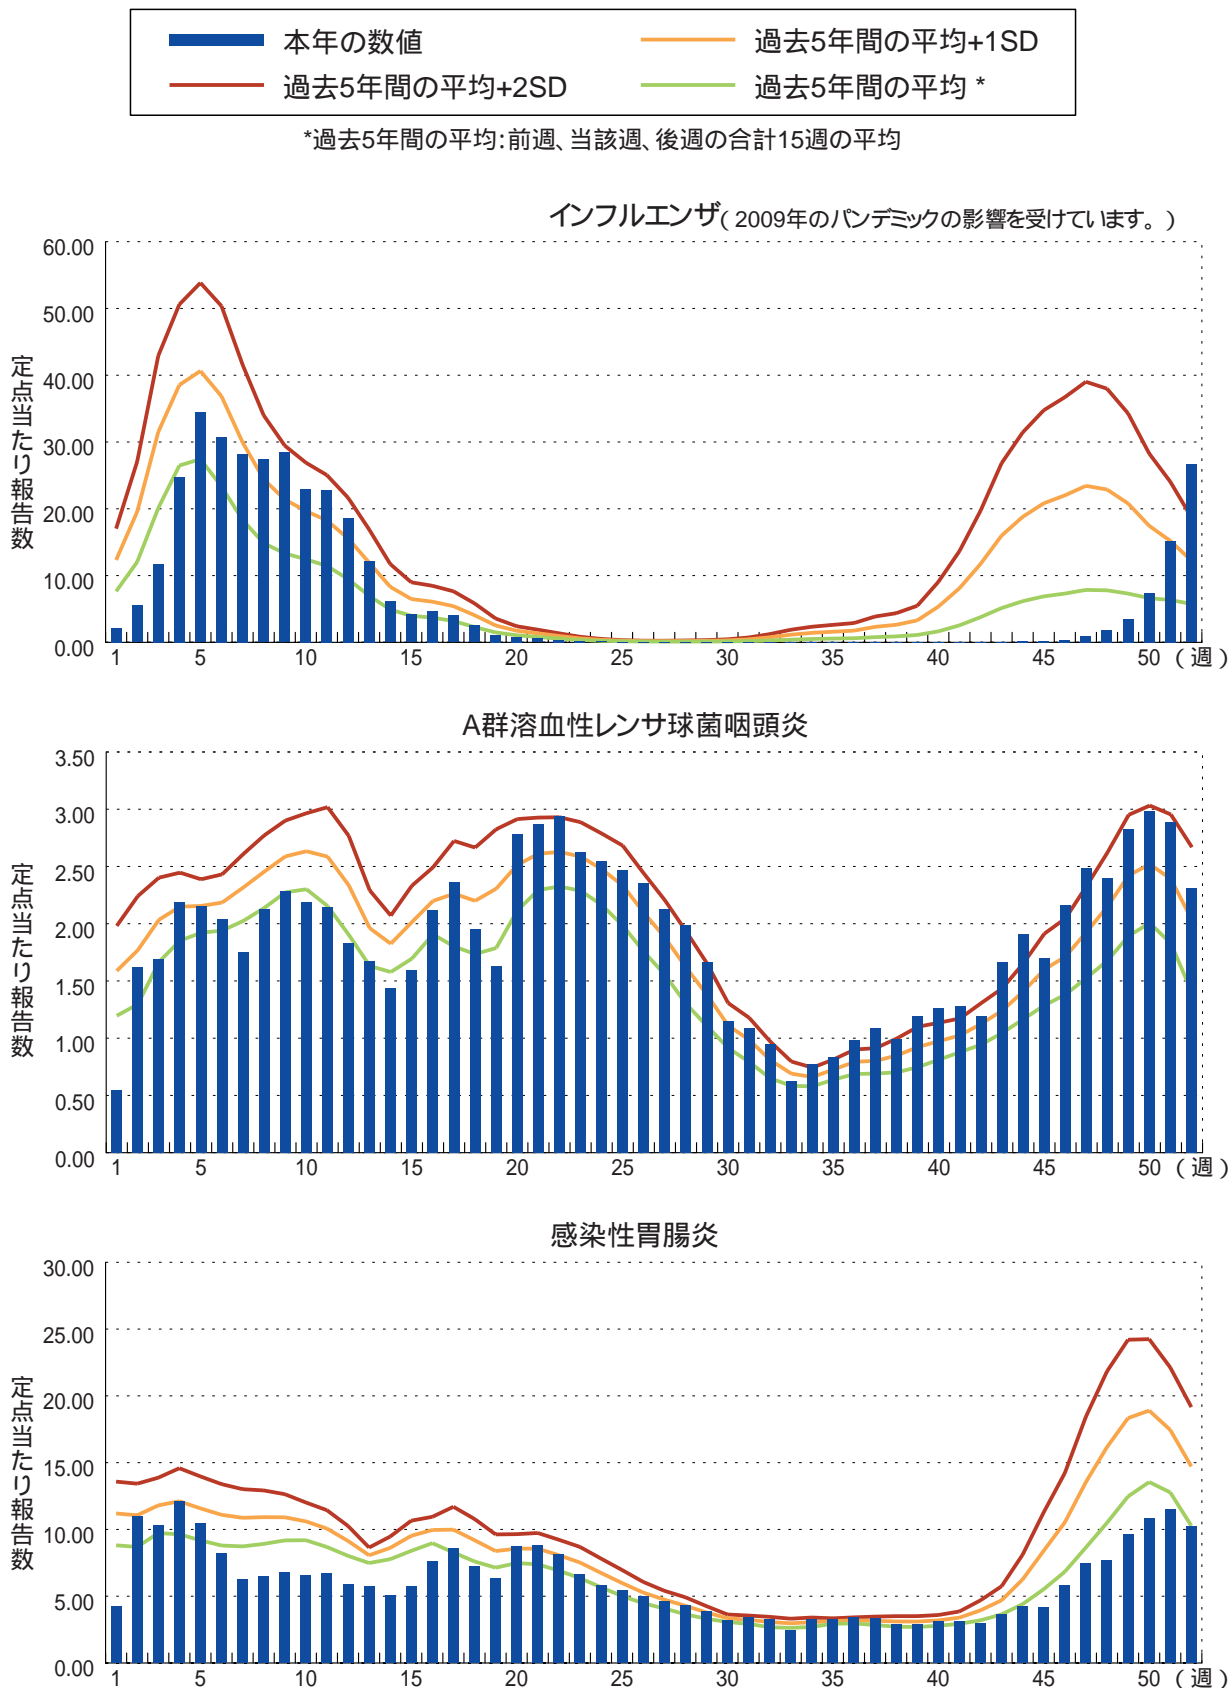 本年の数値 過去5年間の平均+1SD
過去5年間の平均+2SD 過去5年間の平均 *
*過去5年間の平均:前週、当該週、後週の合計15週の平均
インフルエンザ( 2009年のパンデミックの影響を受けています。 )
定点当たり報告数
60.00
50.00
40.00
30.00
20.00
10.00
0.00
1 5 10 15 20 25 30 35 40 45 50 (週)
A群溶血性レンサ球菌咽頭炎
定点当たり報告数
3.50
3.00
2.50
2.00
1.50
1.00
0.50
0.00
1 5 10 15 20 25 30 35 40 45 50 (週)
感染性胃腸炎
定点当たり報告数
30.00
25.00
20.00
15.00
10.00
5.00
0.00
1 5 10 15 20 25 30 35 40 45 50 (週)